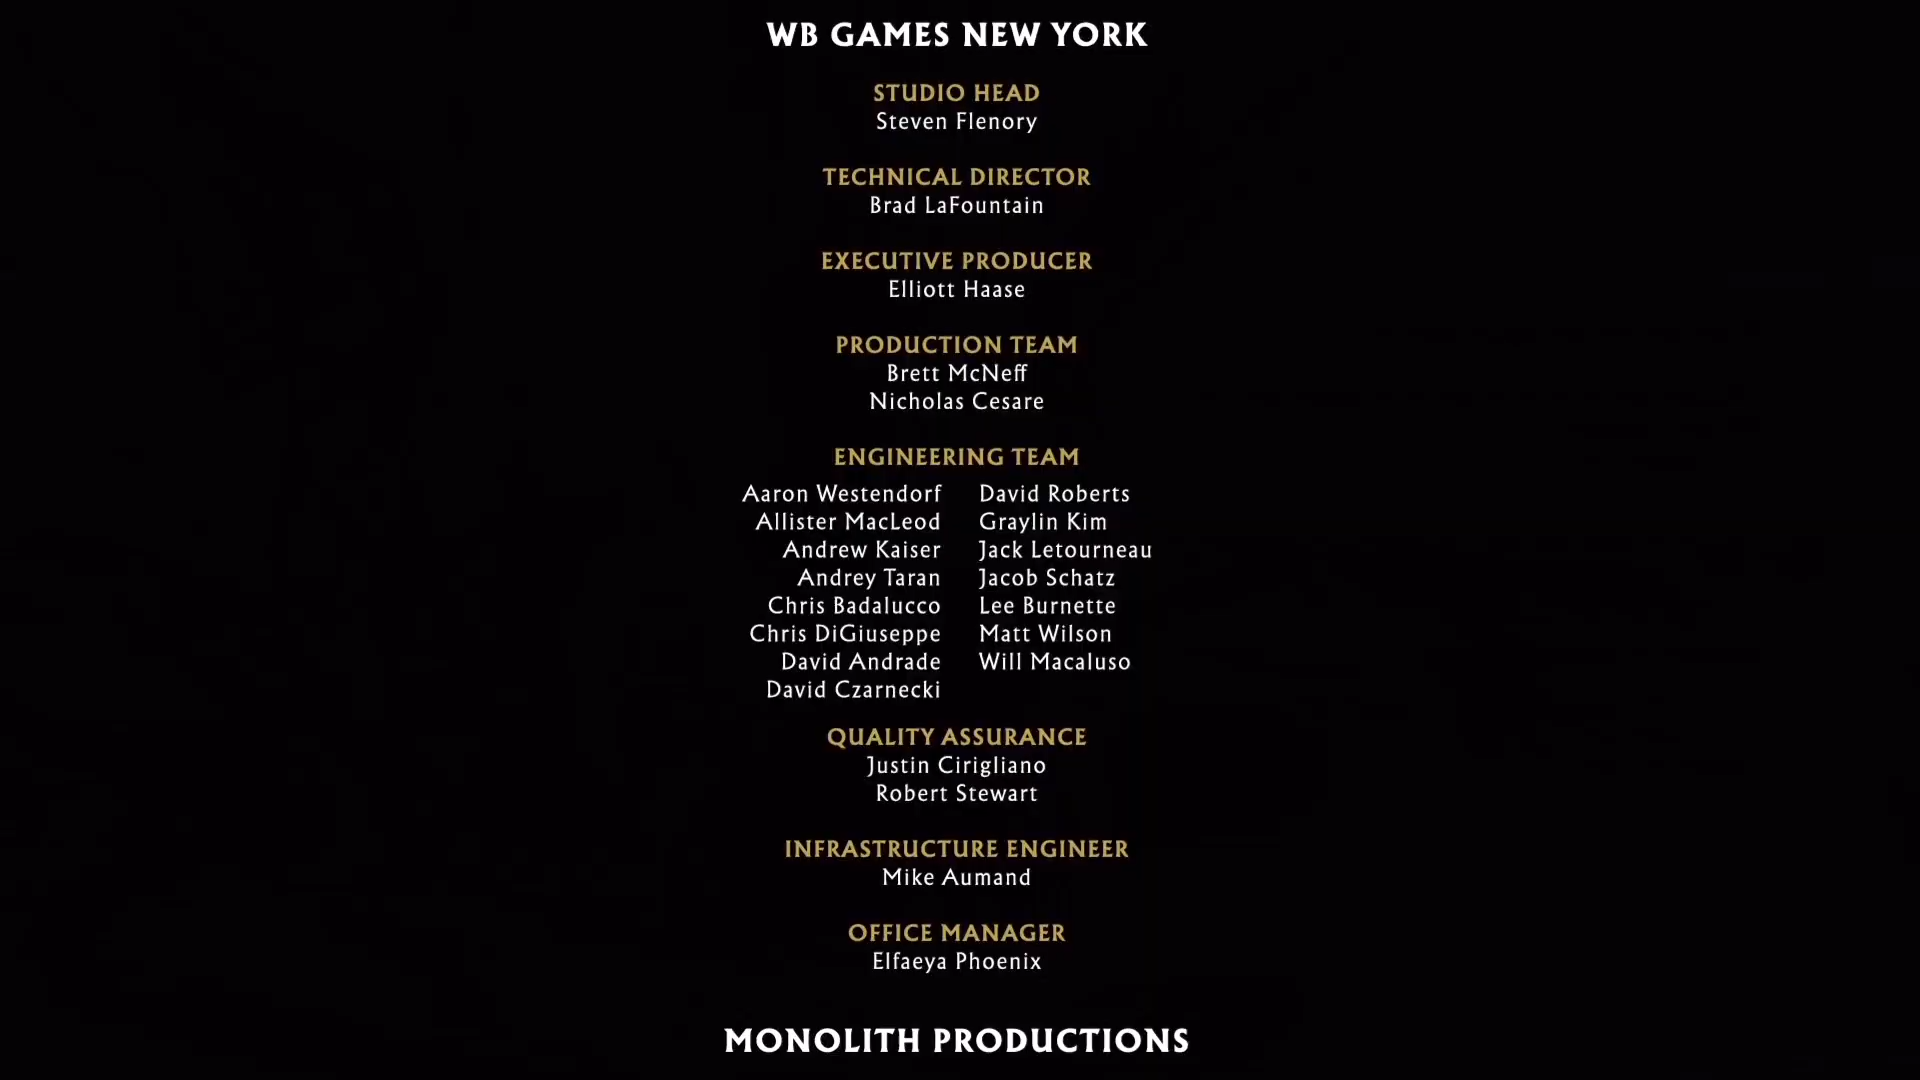 WB GAMES NEW YORK
STUDIO HEAD
Steven Flenory
TECHNICAL DIRECTOR
Brad LaFountain
EXECUTIVE PRODUCER
Elliott Haase
PRODUCTION TEAM
Brett McNeff
Nicholas Cesare
ENGINEERING TEAM
Aaron Westendorf
Allister MacLeod
Andrew Kaiser
Andrey Taran
Chris Badalucco
Chris DiGiuseppe
David Andrade
David Czarnecki
David Roberts
Graylin Kim
Jack Letourneau
Jacob Schatz
Lee Burnette
Matt Wilson
Will Macaluso
QUALITY ASSURANCE
Justin Cirigliano
Robert Stewart
INFRASTRUCTURE ENGINEER
Mike Aumand
OFFICE MANAGER
Elfaeya Phoenix
MONOLITH PRODUCTIONS